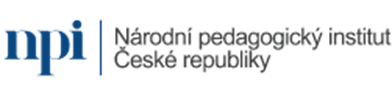 npi
Národní pedagogický institut
České republiky